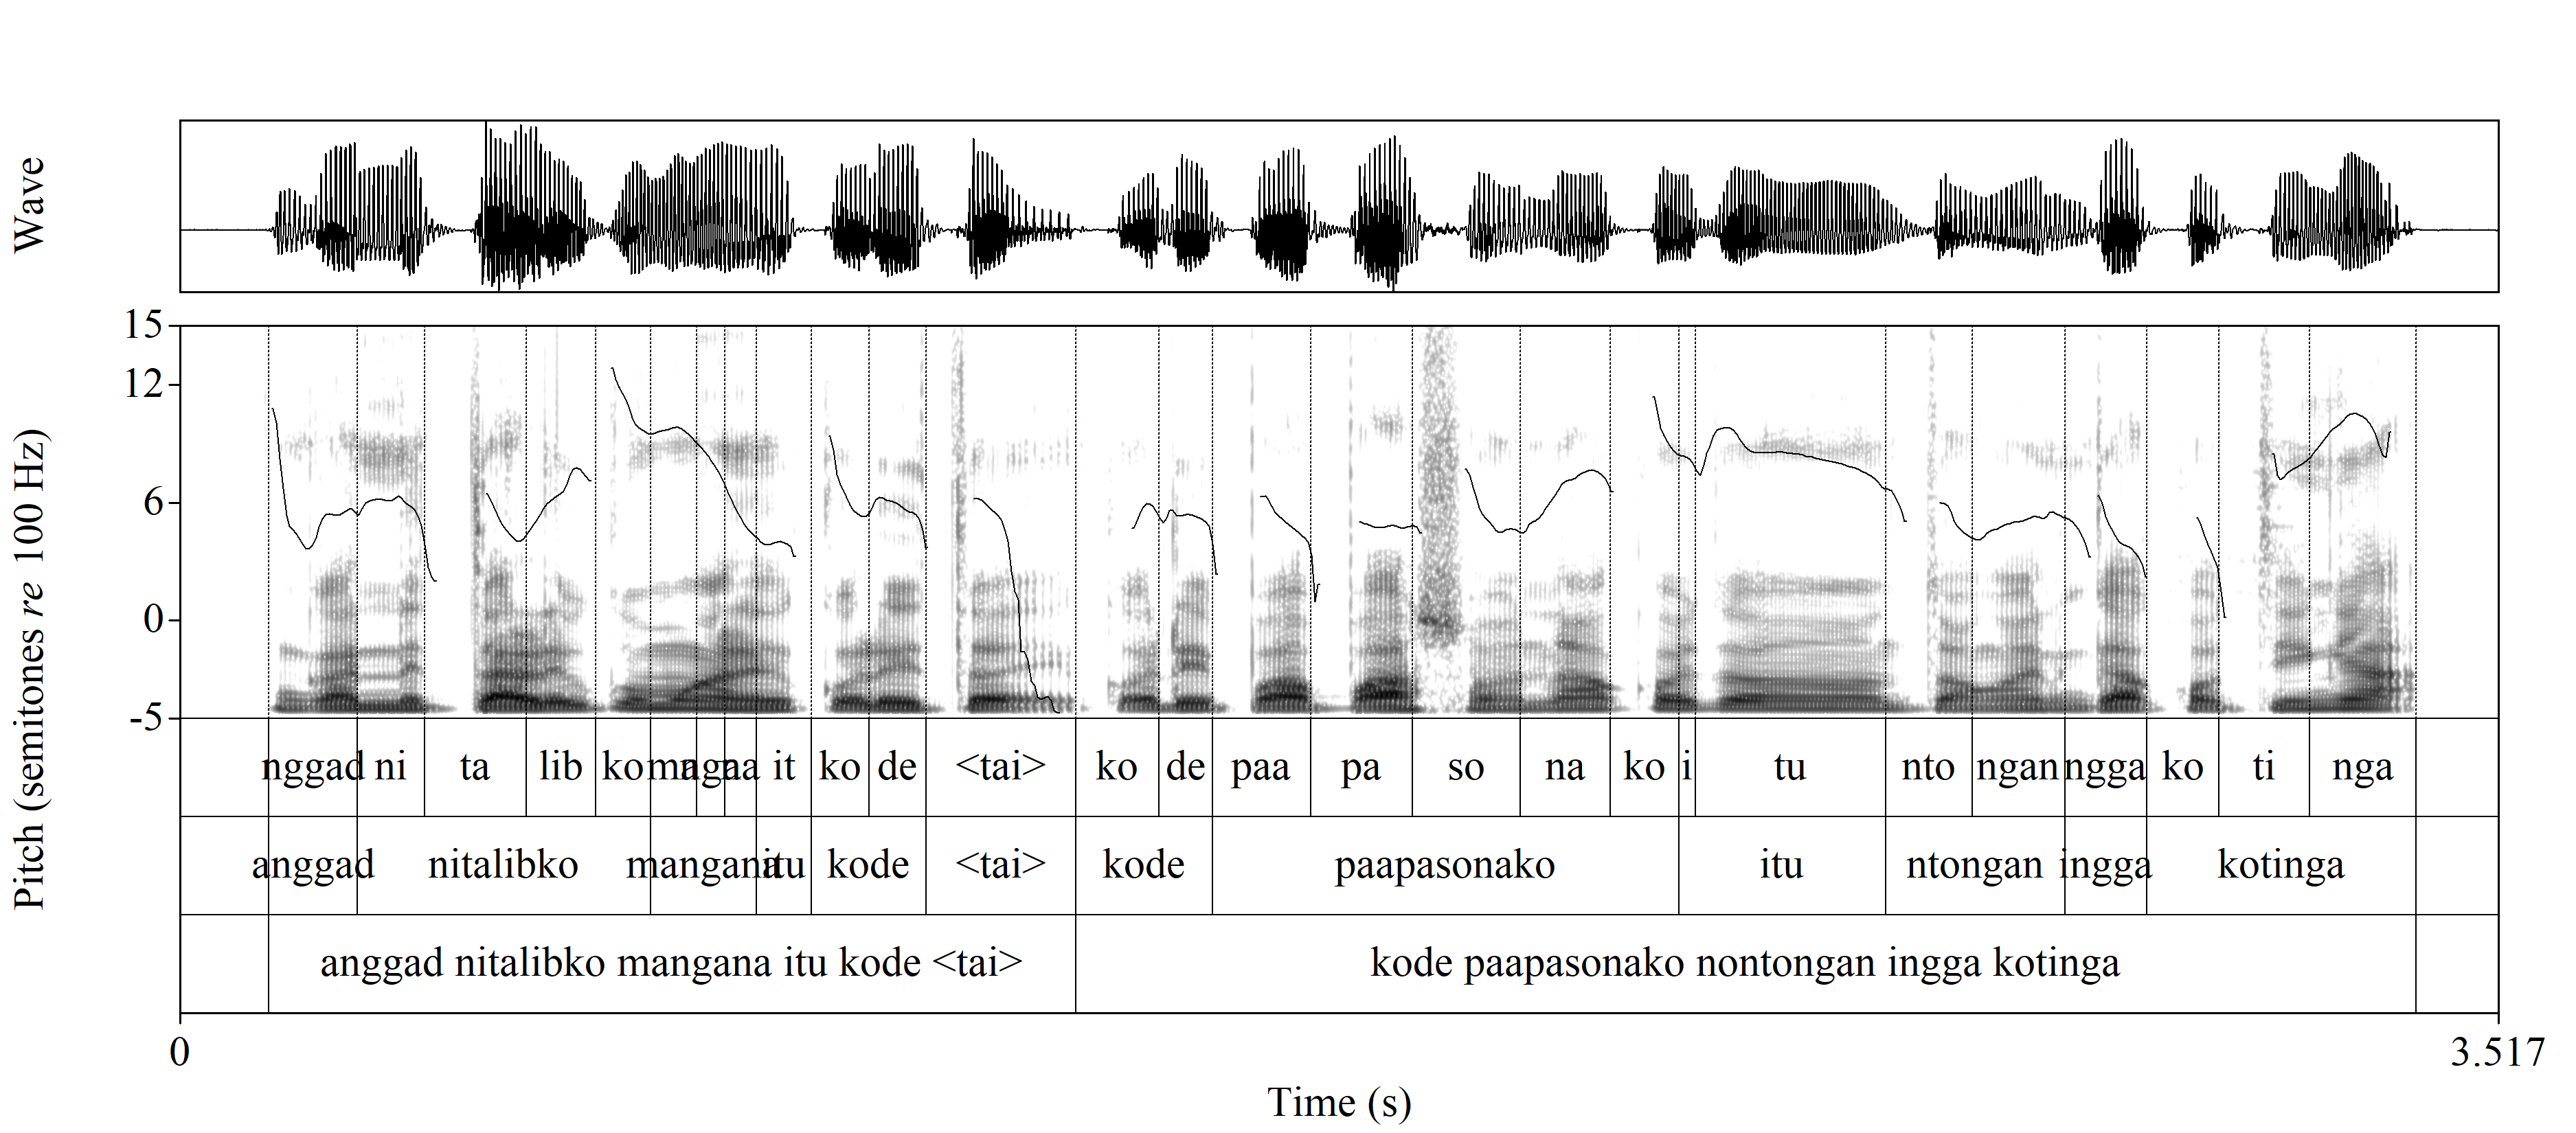 Wave
15
12
6
0
-5
Pitch (semitones re 100 Hz)
nggad ni ta lib ko ma nga na it ko de <tai> ko de paa pa so na ko i tu nto ngan ngga ko ti nga
anggad nitalibko mangana itu kode <tai> kode paapasonako itu ntongan ingga kotinga
anggad nitalibko mangana itu kode <tai> kode paapasonako nontongan ingga kotinga
0 3.517
Time (s)